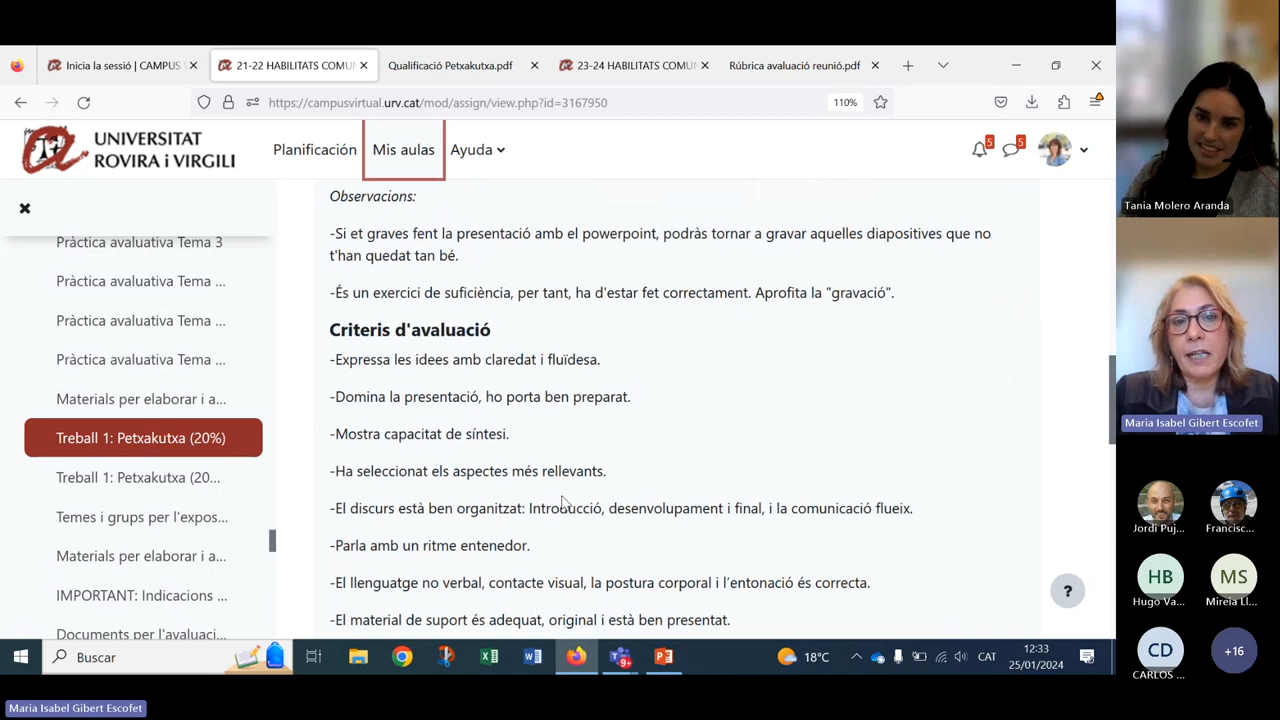 Inicia la sessió | CAMPUS
21-22 HABILITATS COMUN
Qualificació Petxakutxa.pdf
23-24 HABILITATS COMUN
Rúbrica avaluació reunió.pdf
https://campusvirtual.urv.cat/mod/assign/view.php?id=3167950
110%
UNIVERSITAT
ROVIRA i VIRGILI
Planificación
Mis aulas
Ayuda
5
5
Pràctica avaluativa Tema 3
Pràctica avaluativa Tema ...
Pràctica avaluativa Tema ...
Pràctica avaluativa Tema ...
Materials per elaborar i a...
Treball 1: Petxakutxa (20%)
Treball 1: Petxakutxa (20...
Temes i grups per l'expos...
Materials per elaborar i a...
IMPORTANT: Indicacions ...
Documents per l'avaluaci...
Observacions:
-Si et graves fent la presentació amb el powerpoint, podràs tornar a gravar aquelles diapositives que no
t'han quedat tan bé.
-És un exercici de suficiència, per tant, ha d'estar fet correctament. Aprofita la "gravació".
Criteris d'avaluació
-Expressa les idees amb claredat i fluïdesa.
-Domina la presentació, ho porta ben preparat.
-Mostra capacitat de síntesi.
-Ha seleccionat els aspectes més rellevants.
-El discurs està ben organitzat: Introducció, desenvolupament i final, i la comunicació flueix.
-Parla amb un ritme entenedor.
-El llenguatge no verbal, contacte visual, la postura corporal i l'entonació és correcta.
-El material de suport és adequat, original i està ben presentat.
?
Buscar
9+
18°C
CAT
12:33
25/01/2024
Tania Molero Aranda
Maria Isabel Gibert Escofet
Jordi Puj...
Francisc...
HB
MS
Hugo Va...
Mireia Ll...
CD
+16
CARLOS ...
Maria Isabel Gibert Escofet